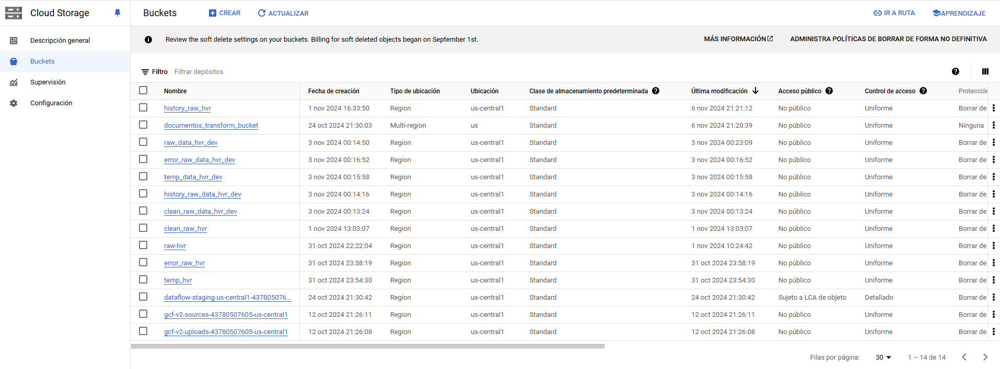 Cloud Storage
Buckets
CREAR
ACTUALIZAR
IR A RUTA
APRENDIZAJE
Descripción general
Buckets
Supervisión
Configuración
Review the soft delete settings on your buckets. Billing for soft deleted objects began on September 1st.
MÁS INFORMACIÓN
ADMINISTRA POLÍTICAS DE BORRAR DE FORMA NO DEFINITIVA
Filtro Filtrar depósitos
Nombre Fecha de creación Tipo de ubicación Ubicación Clase de almacenamiento predeterminada Última modificación Acceso público Control de acceso Protección
history_raw_hvr 1 nov 2024 16:33:50 Region us-central1 Standard 6 nov 2024 21:21:12 No público Uniforme Borrar de
documentos_transform_bucket 24 oct 2024 21:30:03 Multi-region us Standard 6 nov 2024 21:20:39 No público Uniforme Ninguna
raw_data_hvr_dev 3 nov 2024 00:14:50 Region us-central1 Standard 3 nov 2024 00:23:09 No público Uniforme Borrar de
error_raw_data_hvr_dev 3 nov 2024 00:16:52 Region us-central1 Standard 3 nov 2024 00:16:52 No público Uniforme Borrar de
temp_data_hvr_dev 3 nov 2024 00:15:58 Region us-central1 Standard 3 nov 2024 00:15:58 No público Uniforme Borrar de
history_raw_data_hvr_dev 3 nov 2024 00:14:16 Region us-central1 Standard 3 nov 2024 00:14:16 No público Uniforme Borrar de
clean_raw_data_hvr_dev 3 nov 2024 00:13:24 Region us-central1 Standard 3 nov 2024 00:13:24 No público Uniforme Borrar de
clean_raw_hvr 1 nov 2024 13:03:07 Region us-central1 Standard 1 nov 2024 13:03:07 No público Uniforme Borrar de
raw-hvr 31 oct 2024 22:22:04 Region us-central1 Standard 1 nov 2024 10:24:42 No público Uniforme Borrar de
error_raw_hvr 31 oct 2024 23:58:19 Region us-central1 Standard 31 oct 2024 23:58:19 No público Uniforme Borrar de
temp_hvr 31 oct 2024 23:54:30 Region us-central1 Standard 31 oct 2024 23:54:30 No público Uniforme Borrar de
dataflow-staging-us-central1-437805076... 24 oct 2024 21:30:42 Region us-central1 Standard 24 oct 2024 21:30:42 Sujeto a LCA de objeto Detallado Borrar de
gcf-v2-sources-43780507605-us-central1 12 oct 2024 21:26:11 Region us-central1 Standard 12 oct 2024 21:26:11 No público Uniforme Borrar de
gcf-v2-uploads-43780507605-us-central1 12 oct 2024 21:26:08 Region us-central1 Standard 12 oct 2024 21:26:08 No público Uniforme Borrar de
Filas por página: 30 1 – 14 de 14